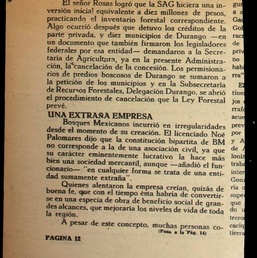 El señor Rosas logró que la SAG hiciera una in-
versión inicial equivalente a diez millones de pesos,
practicando el inventario forestal correspondiente.
Algo ocurrió después que detuvo los créditos de la
parte privada, y diez municipios de Durango —en
un documento que también firmaron los legisladores
federales por esa entidad— demandaron a la Secre-
taría de Agricultura, ya en la presente Administra-
ción, la cancelación de la concesión. Los permisiona-
rios de predios boscosos de Durango se sumaron a
la petición de los municipios y en la Subsecretaría
de Recursos Forestales, Delegación Durango, se abrió
el procedimiento de cancelación que la Ley Forestal
prevé.
UNA EXTRAÑA EMPRESA
Bosques Mexicanos incurrió en irregularidades
desde el momento de su creación. El licenciado Noé
Palomares dijo que la constitución bipartita de BM
no corresponde a la de una asociación civil, ya que
su carácter eminentemente lucrativo la hace más
bien una sociedad mercantil, aunque —añadió el fun-
cionario— "en cualquier forma se trata de una enti-
dad sumamente extraña".
Quienes alentaron la empresa creían, quizás de
buena fe, que con el tiempo ésta habría de convertir-
se en una especie de obra de beneficio social de gran-
des alcances, que mejoraría los niveles de vida de toda
la región.
A pesar de este concepto, muchas personas co-
(Pasa a la Pág. 14)
PAGINA 12